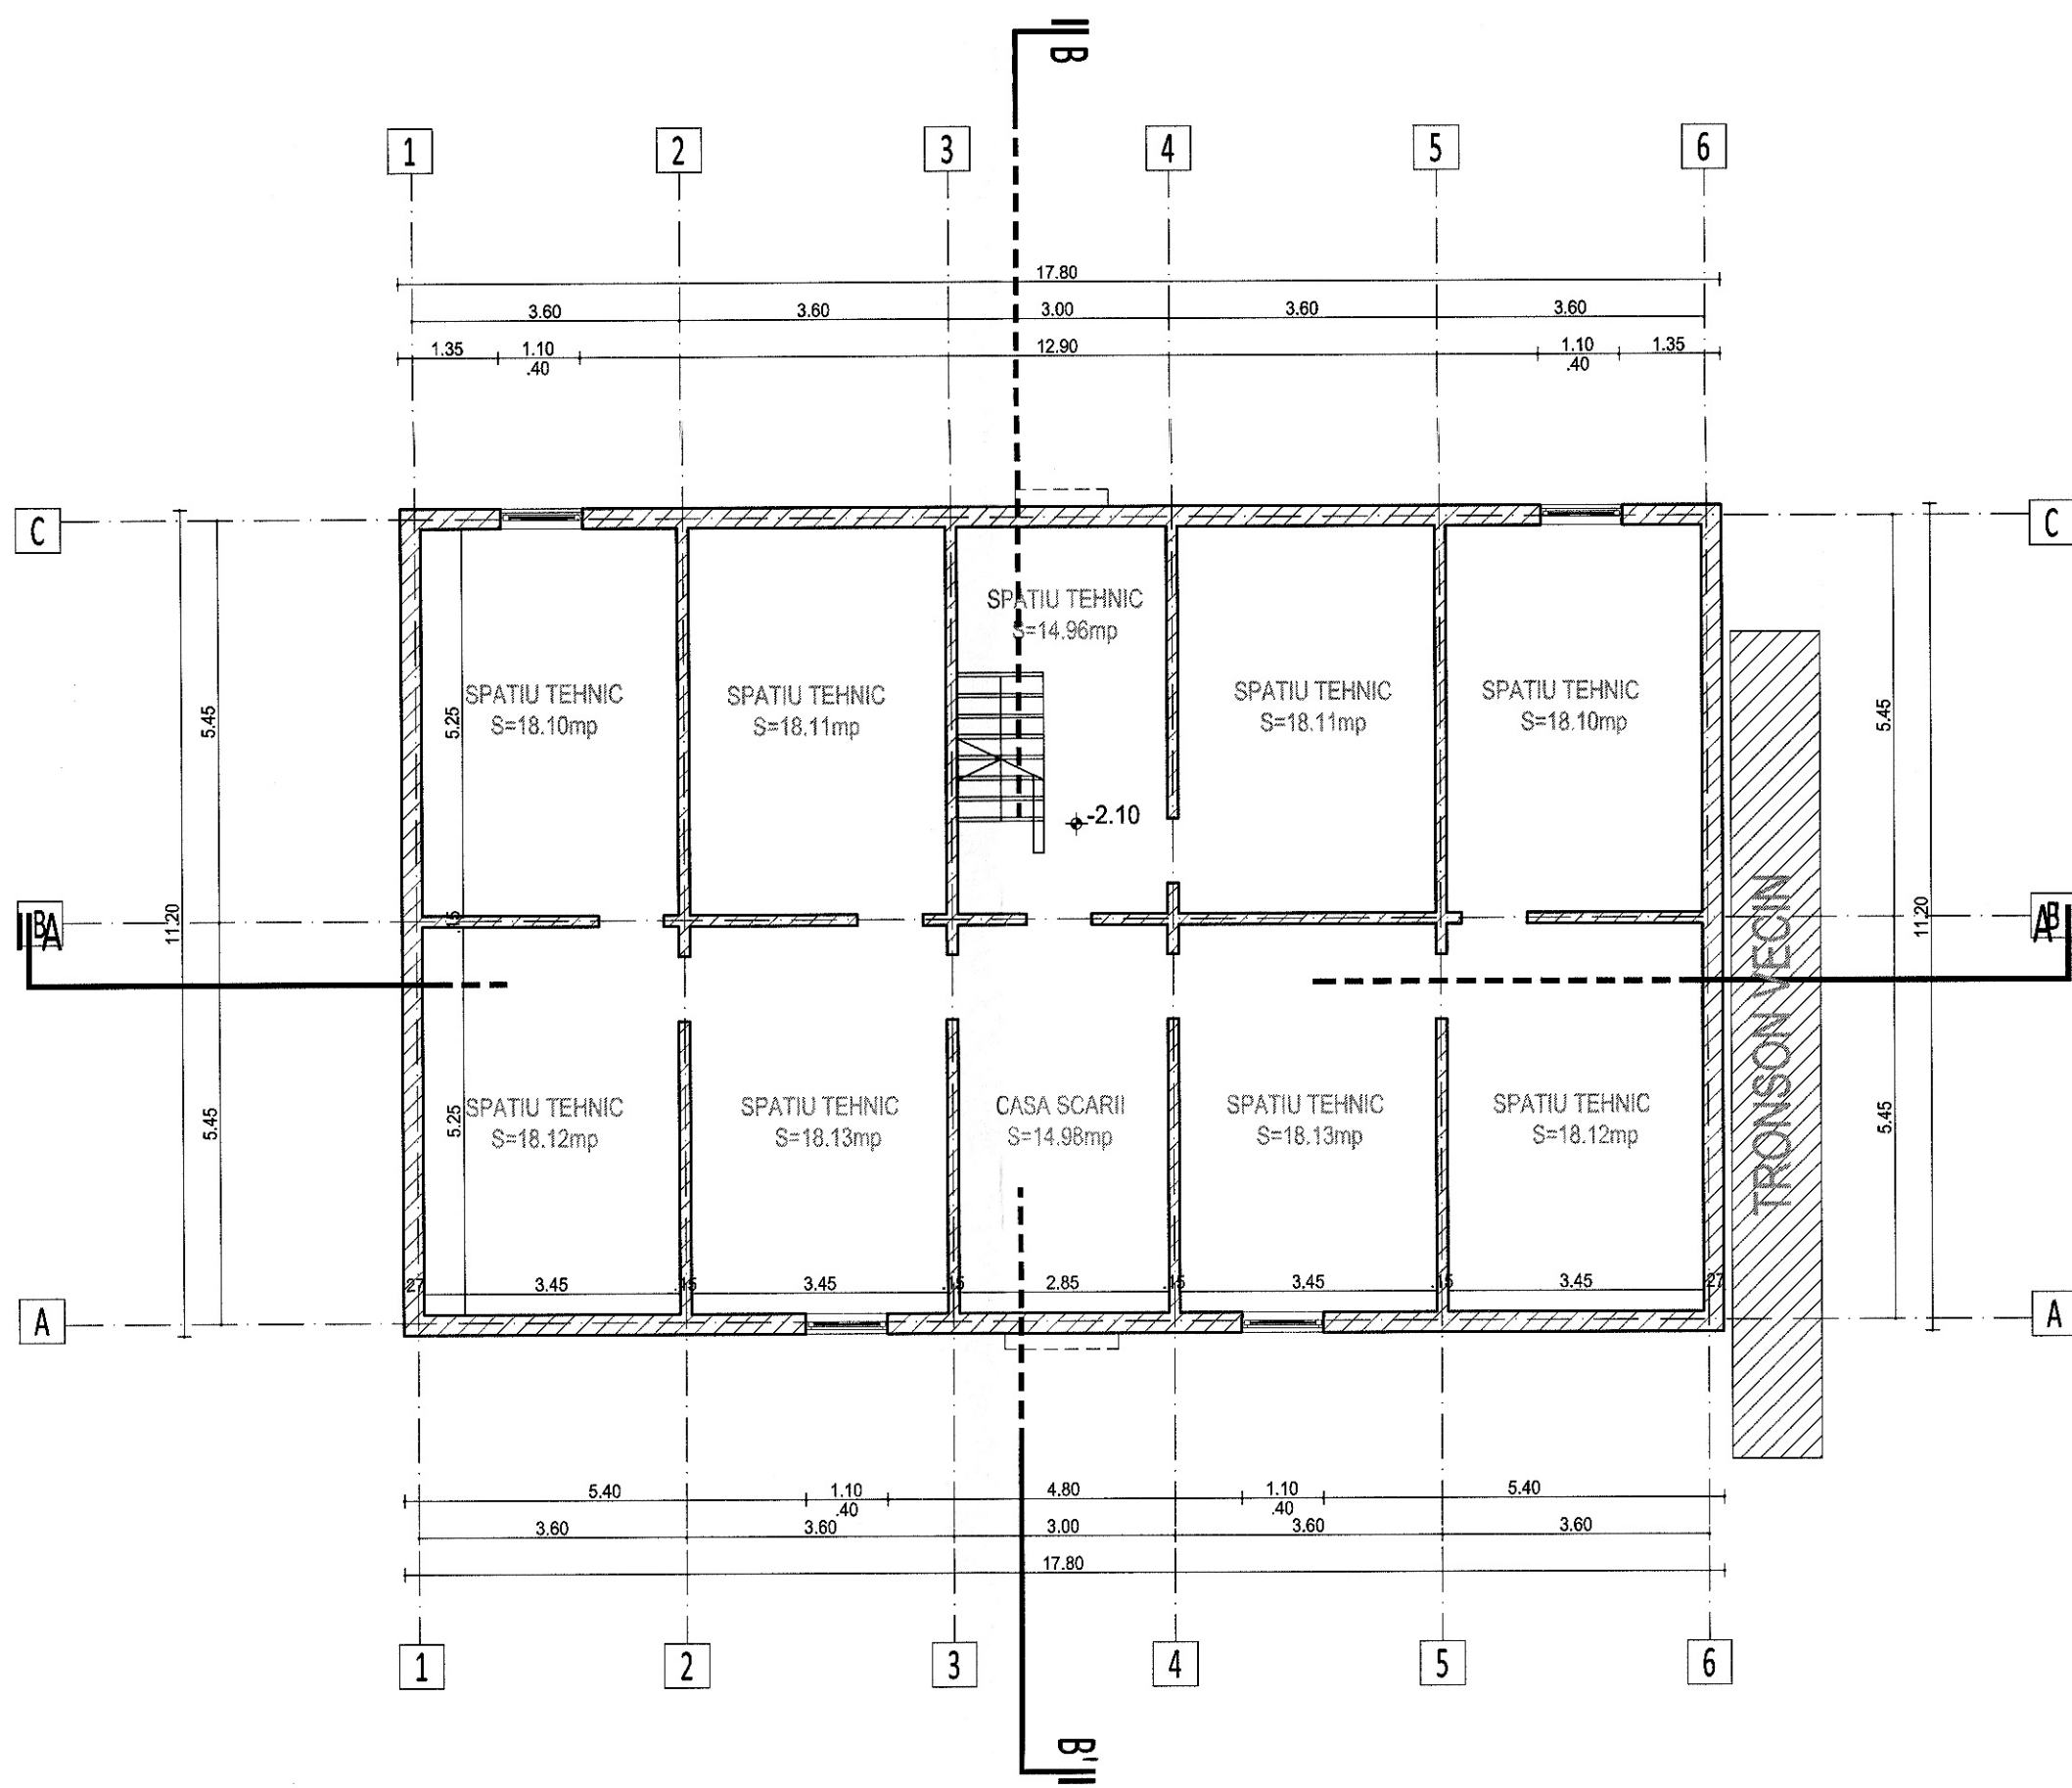 B
1 2 3 4 5 6
17.80
3.60 3.60 3.00 3.60 3.60
1.35 1.10 12.90 1.10 1.35
.40 .40
C C
SPATIU TEHNIC
S=14.96mp
SPATIU TEHNIC
S=18.10mp
SPATIU TEHNIC
S=18.11mp
SPATIU TEHNIC
S=18.11mp
SPATIU TEHNIC
S=18.10mp
5.45 5.25 5.45
-2.10
B A 11.20 .15 11.20 A B
TRONSON VECIN
SPATIU TEHNIC
S=18.12mp
SPATIU TEHNIC
S=18.13mp
CASA SCARII
S=14.98mp
SPATIU TEHNIC
S=18.13mp
SPATIU TEHNIC
S=18.12mp
5.45 5.25 5.45
27 3.45 .15 3.45 .15 2.85 .15 3.45 .15 3.45 27
A A
5.40 1.10 4.80 1.10 5.40
.40 .40
3.60 3.60 3.00 3.60 3.60
17.80
1 2 3 4 5 6
B'